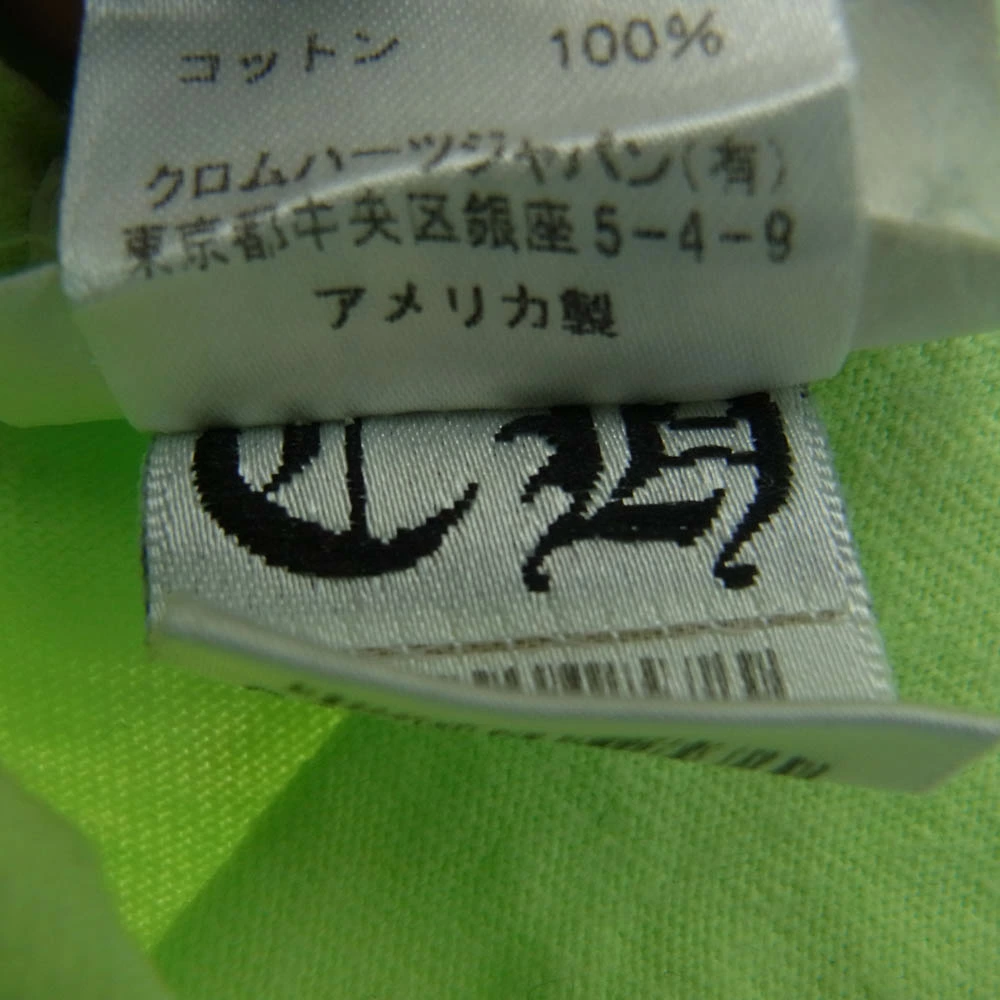 コットン 100%
クロムハーツジャパン(有)
東京都中央区銀座5-4-9
アメリカ製
CH